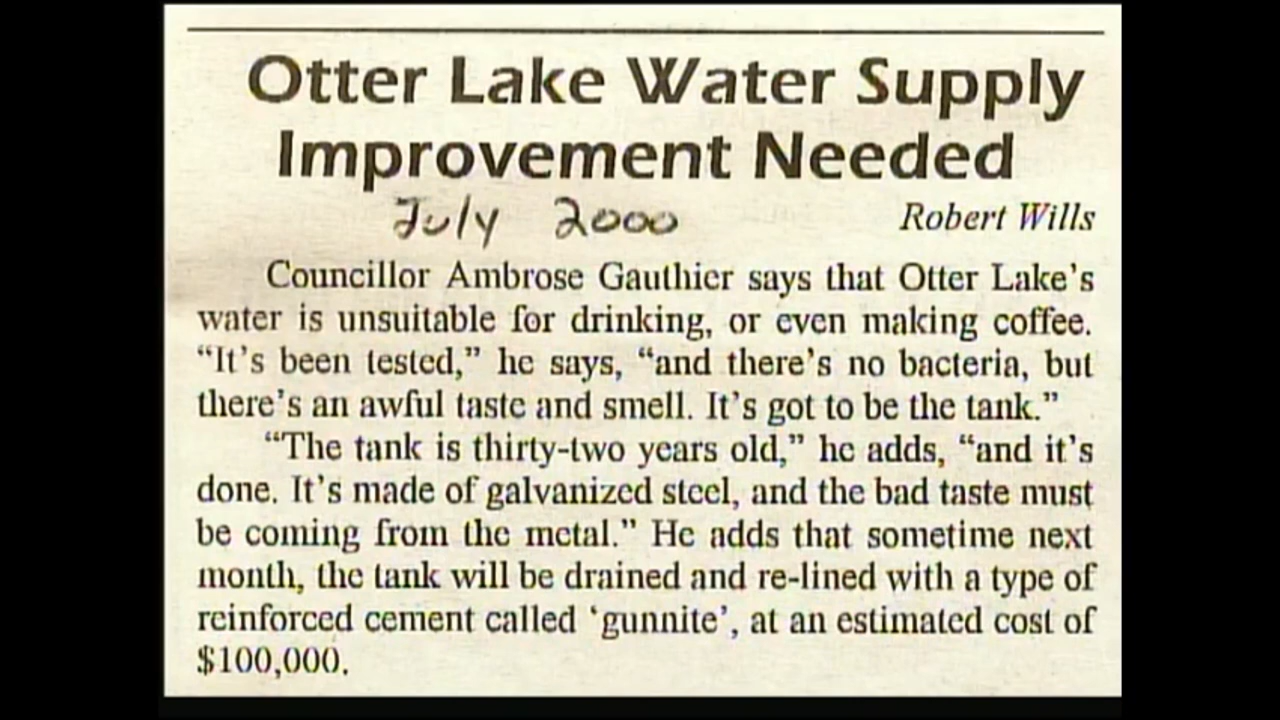 Otter Lake Water Supply
Improvement Needed
July 2000
Robert Wills
Councillor Ambrose Gauthier says that Otter Lake's
water is unsuitable for drinking, or even making coffee.
“It's been tested,” he says, “and there's no bacteria, but
there's an awful taste and smell. It's got to be the tank.”
“The tank is thirty-two years old,” he adds, “and it's
done. It's made of galvanized steel, and the bad taste must
be coming from the metal.” He adds that sometime next
month, the tank will be drained and re-lined with a type of
reinforced cement called ‘gunnite’, at an estimated cost of
$100,000.